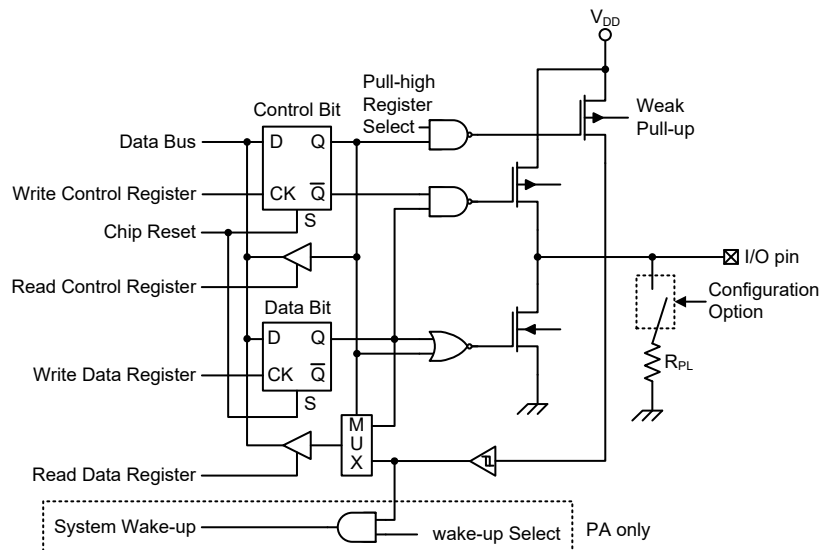 V_DD
Pull-high
Register
Select
Control Bit
Weak
Pull-up
Data Bus
D
Q
Write Control Register
CK
Q̅
S
Chip Reset
Read Control Register
I/O pin
Configuration
Option
Data Bit
D
Q
Write Data Register
CK
Q̅
S
R_PL
M
U
X
Read Data Register
System Wake-up
wake-up Select
PA only